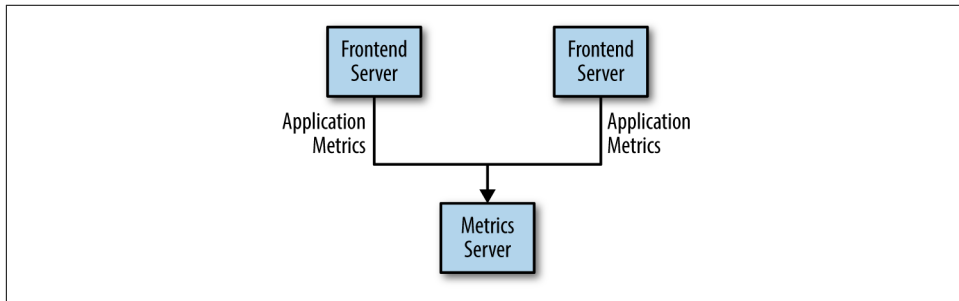 Frontend
Server
Frontend
Server
Application
Metrics
Application
Metrics
Metrics
Server